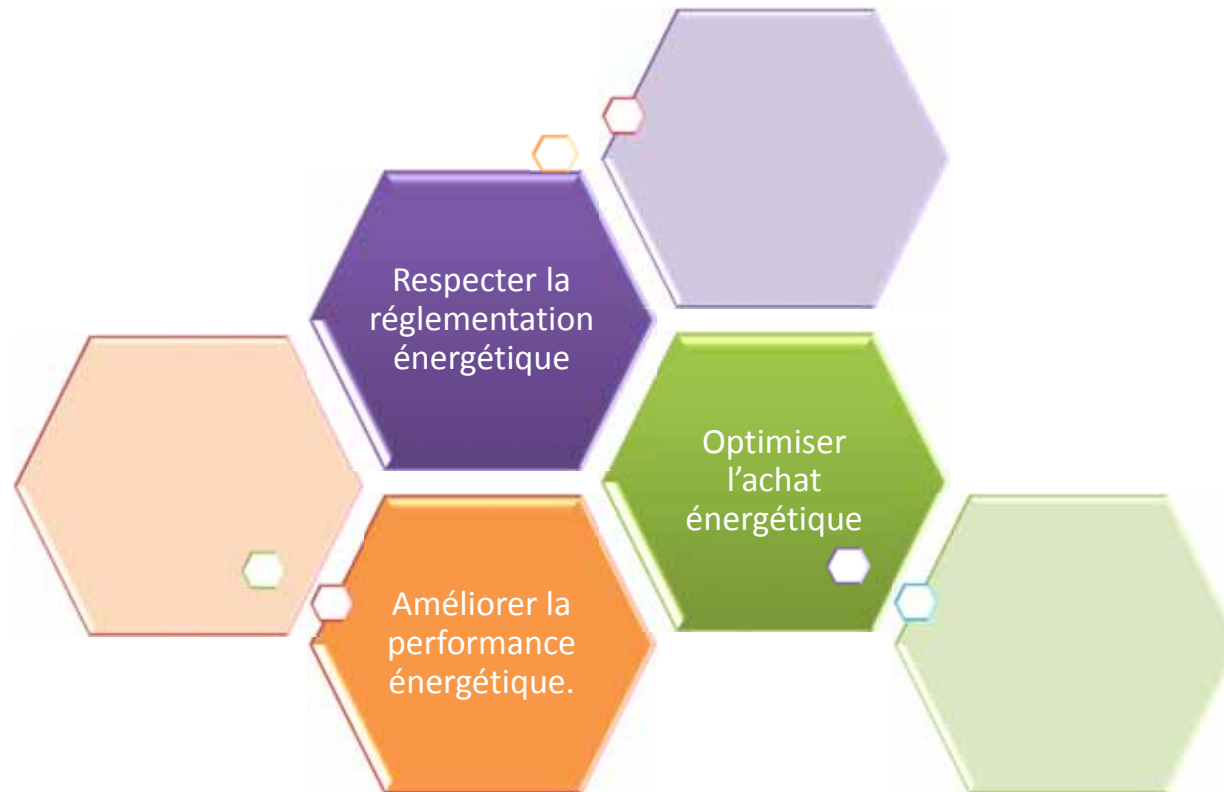 Respecter la
réglementation
énergétique
Optimiser
l’achat
énergétique
Améliorer la
performance
énergétique.